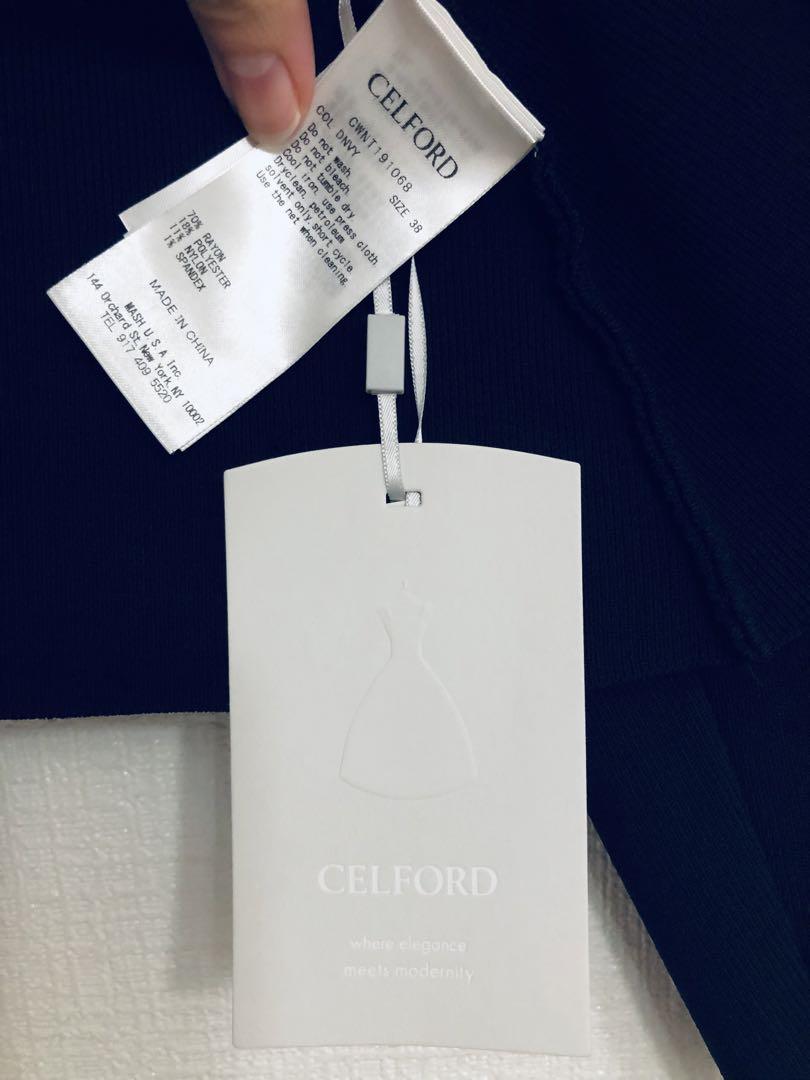 CELFORD
CWNT191068
COL DNVY SIZE 38
Do not wash
Do not bleach
Do not tumble dry
Cool iron, use press cloth
Dryclean, petroleum
solvent only short cycle
Use the net when cleaning.
70% RAYON
18% POLYESTER
11% NYLON
1% SPANDEX
MADE IN CHINA
MASH U S A Inc.
144 Orchard St. New York, NY 10002
TEL 917 409 5520
CELFORD
where elegance
meets modernity